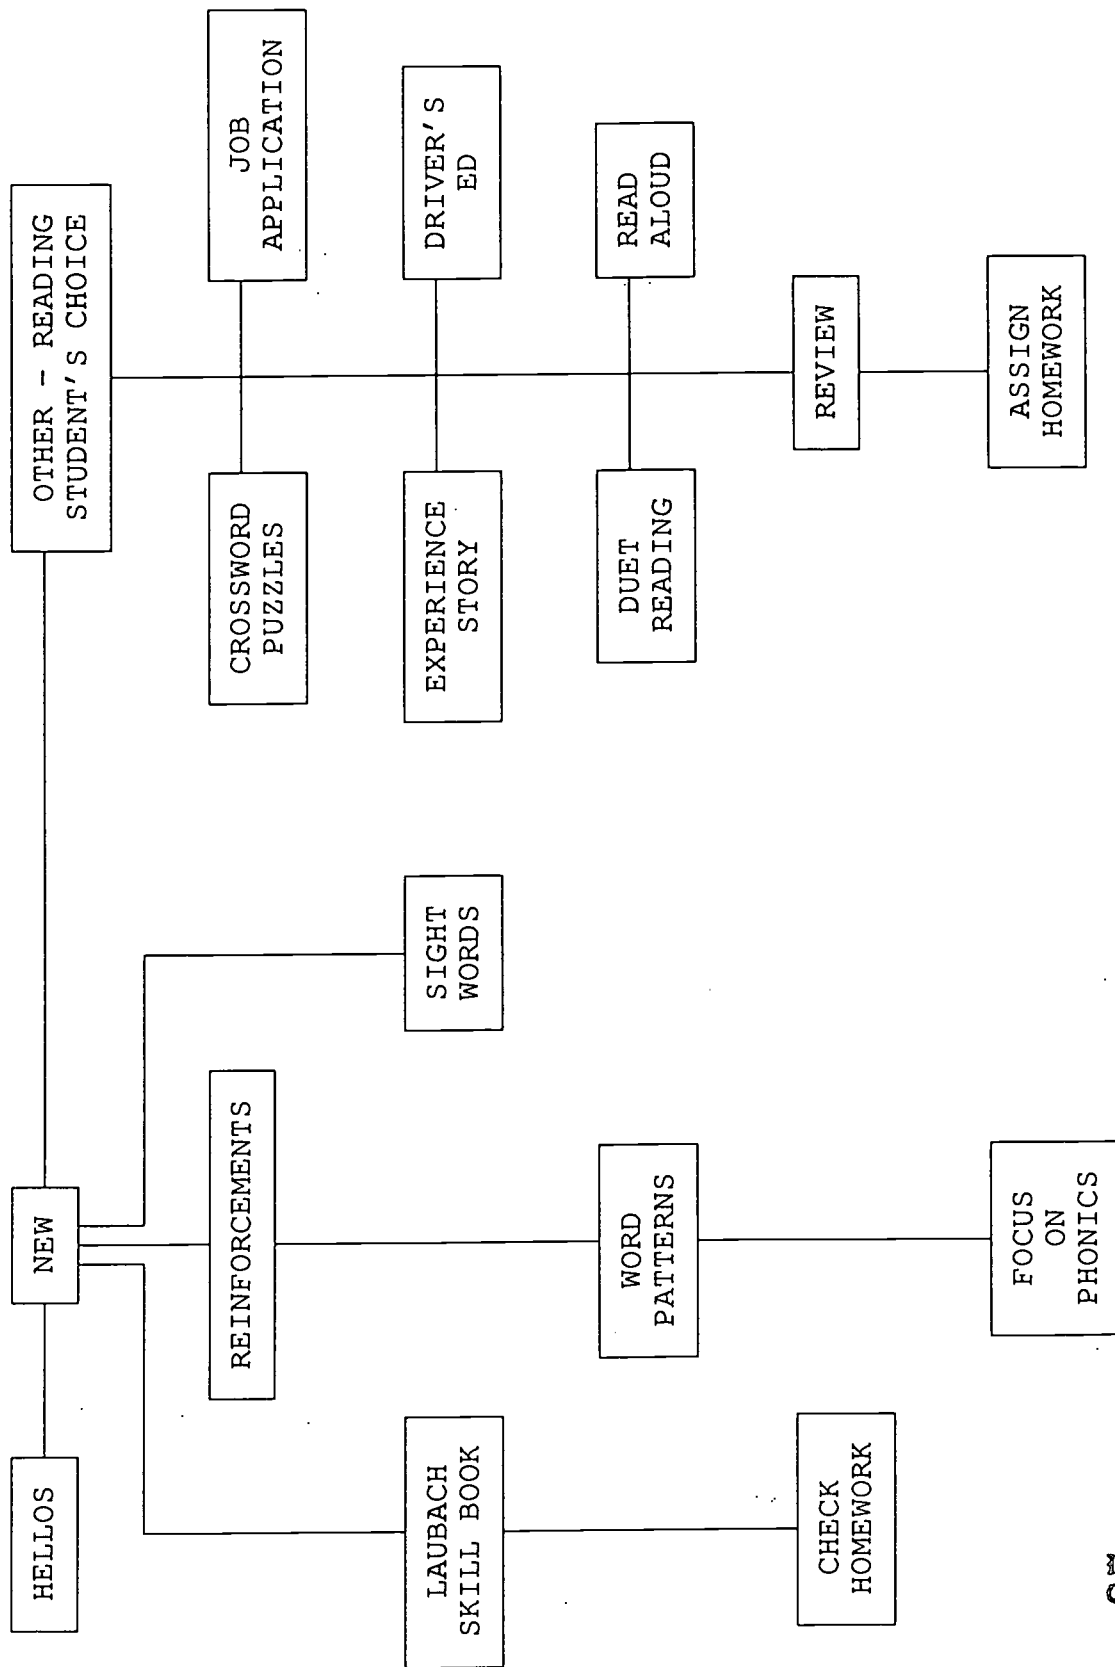 HELLOS
NEW
OTHER - READING
STUDENT'S CHOICE
REINFORCEMENTS
CROSSWORD
PUZZLES
JOB
APPLICATION
LAUBACH
SKILL BOOK
SIGHT
WORDS
EXPERIENCE
STORY
DRIVER'S
ED
WORD
PATTERNS
DUET
READING
READ
ALOUD
CHECK
HOMEWORK
REVIEW
FOCUS
ON
PHONICS
ASSIGN
HOMEWORK